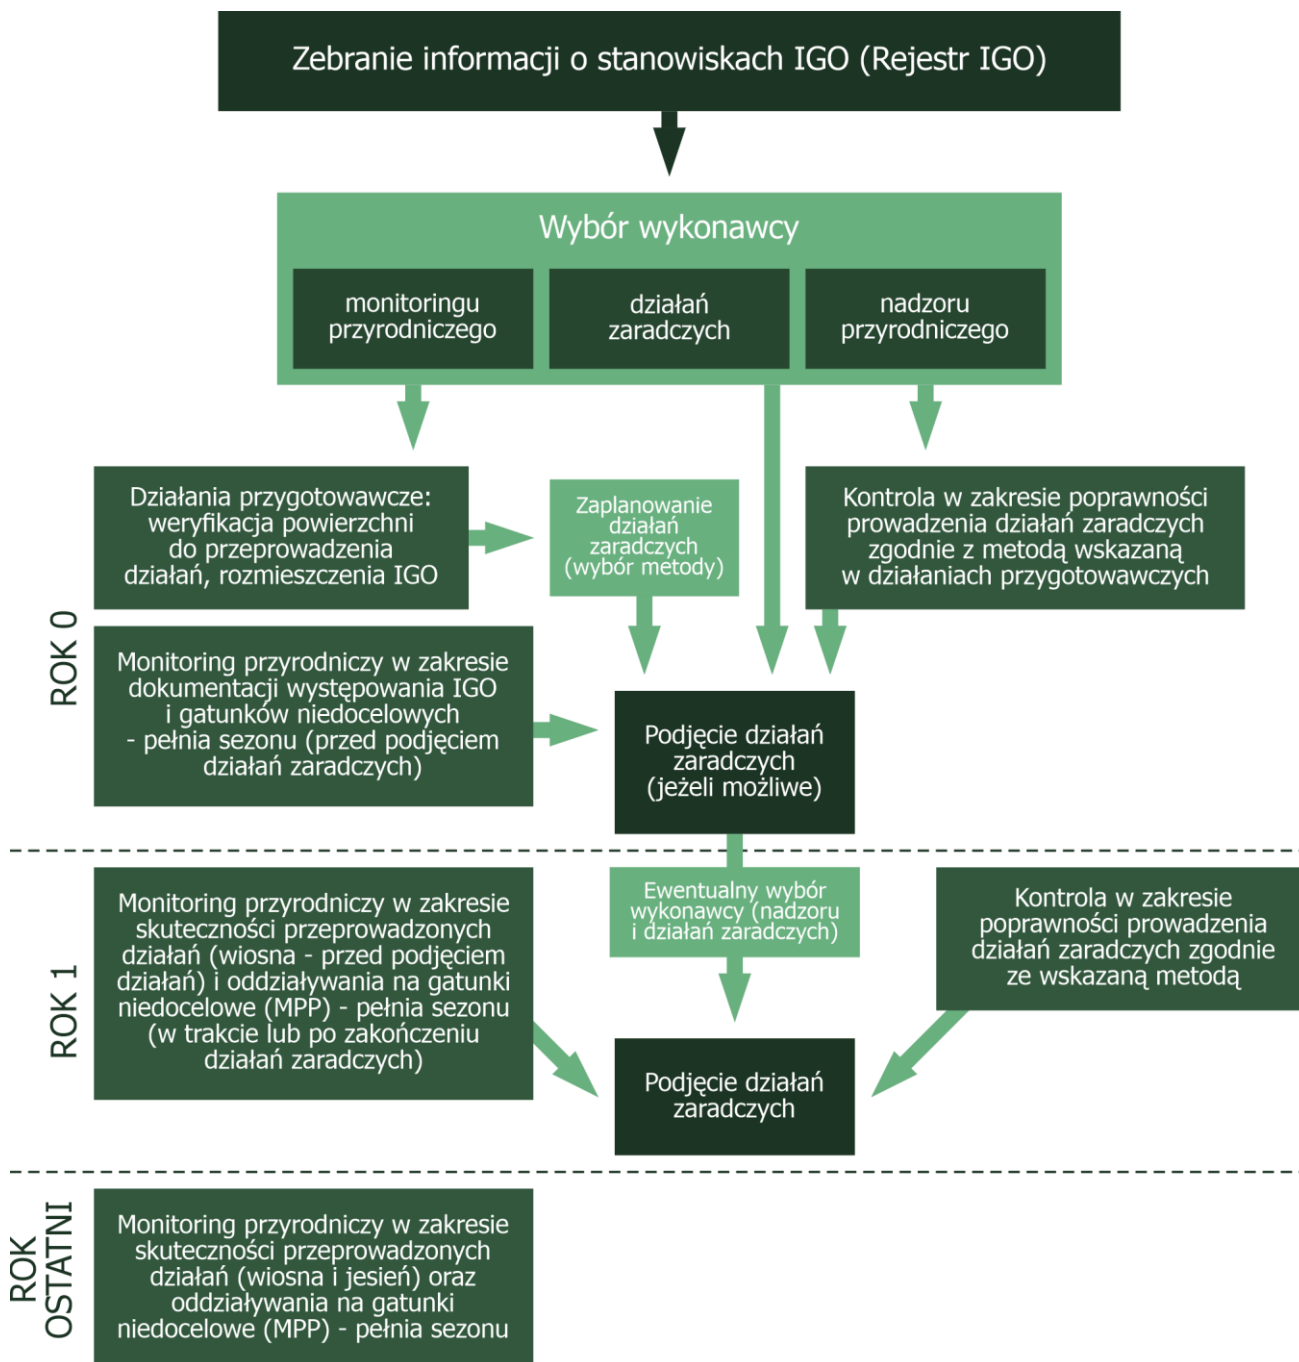 Zebranie informacji o stanowiskach IGO (Rejestr IGO)
Wybór wykonawcy
monitoringu
przyrodniczego
działań
zaradczych
nadzoru
przyrodniczego
ROK 0
Działania przygotowawcze:
weryfikacja powierzchni
do przeprowadzenia
działań, rozmieszczenia IGO
Zaplanowanie
działań
zaradczych
(wybór metody)
Kontrola w zakresie poprawności
prowadzenia działań zaradczych
zgodnie z metodą wskazaną
w działaniach przygotowawczych
Monitoring przyrodniczy w zakresie
dokumentacji występowania IGO
i gatunków niedocelowych
- pełnia sezonu (przed podjęciem
działań zaradczych)
Podjęcie działań
zaradczych
(jeżeli możliwe)
ROK 1
Monitoring przyrodniczy w zakresie
skuteczności przeprowadzonych
działań (wiosna - przed podjęciem
działań) i oddziaływania na gatunki
niedocelowe (MPP) - pełnia sezonu
(w trakcie lub po zakończeniu
działań zaradczych)
Ewentualny wybór
wykonawcy (nadzoru
i działań zaradczych)
Kontrola w zakresie
poprawności prowadzenia
działań zaradczych zgodnie
ze wskazaną metodą
Podjęcie działań
zaradczych
ROK
OSTATNI
Monitoring przyrodniczy w zakresie
skuteczności przeprowadzonych
działań (wiosna i jesień) oraz
oddziaływania na gatunki
niedocelowe (MPP) - pełnia sezonu